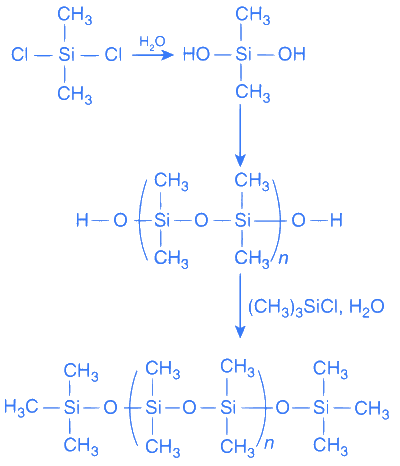 CH₃ CH₃
Cl—Si—Cl H₂O HO—Si—OH
CH₃ CH₃
CH₃ CH₃
H—O—(Si—O—Si)—O—H
CH₃ CH₃ n
(CH₃)₃SiCl, H₂O
CH₃ CH₃ CH₃ CH₃
H₃C—Si—O—(Si—O—Si)—O—Si—CH₃
CH₃ CH₃ CH₃ n CH₃